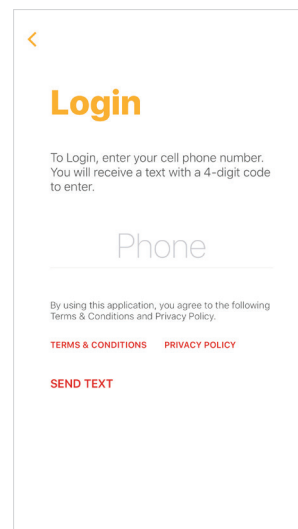 Login
To Login, enter your cell phone number.
You will receive a text with a 4-digit code
to enter.
Phone
By using this application, you agree to the following
Terms & Conditions and Privacy Policy.
TERMS & CONDITIONS PRIVACY POLICY
SEND TEXT